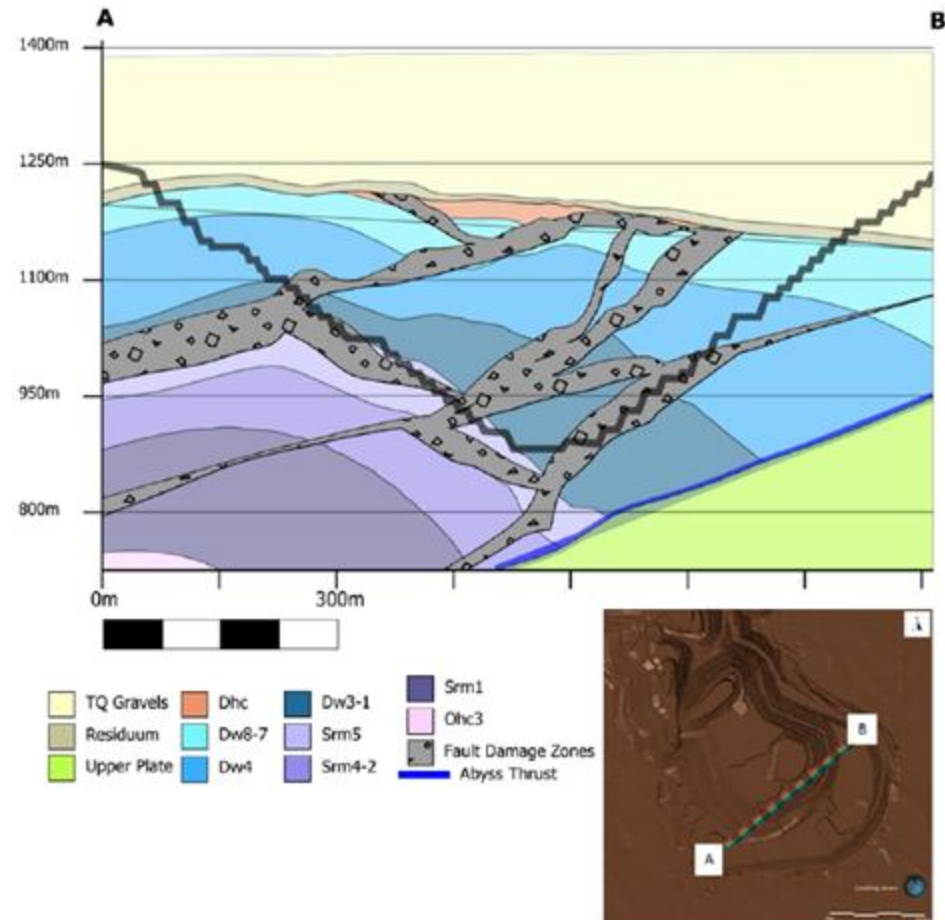 A
B
1400m
1250m
1100m
950m
800m
0m
300m
TQ Gravels
Residuum
Upper Plate
Dhc
Dw8-7
Dw4
Dw3-1
Srm5
Srm4-2
Srm1
Ohc3
Fault Damage Zones
Abyss Thrust
B
A